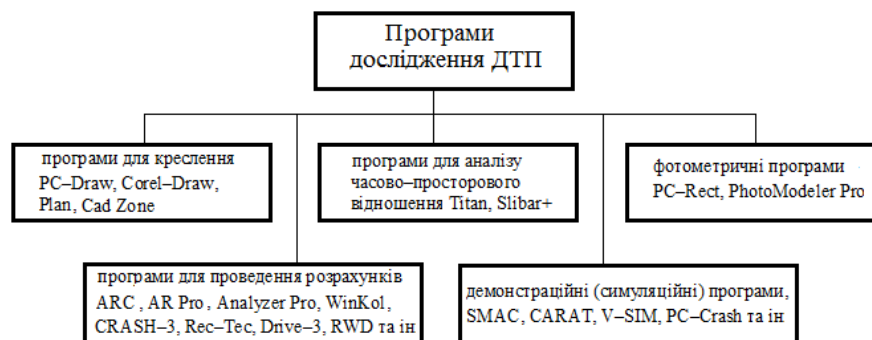 Програми
дослідження ДТП
програми для креслення
PC–Draw, Corel–Draw,
Plan, Cad Zone
програми для аналізу
часово–просторового
відношення Titan, Slibar+
фотометричні програми
PC–Rect, PhotoModeler Pro
програми для проведення розрахунків
ARC , AR Pro , Analyzer Pro, WinKol,
CRASH–3, Rec–Tec, Drive–3, RWD та ін
демонстраційні (симуляційні) програми,
SMAC, CARAT, V–SIM, PC–Crash та ін